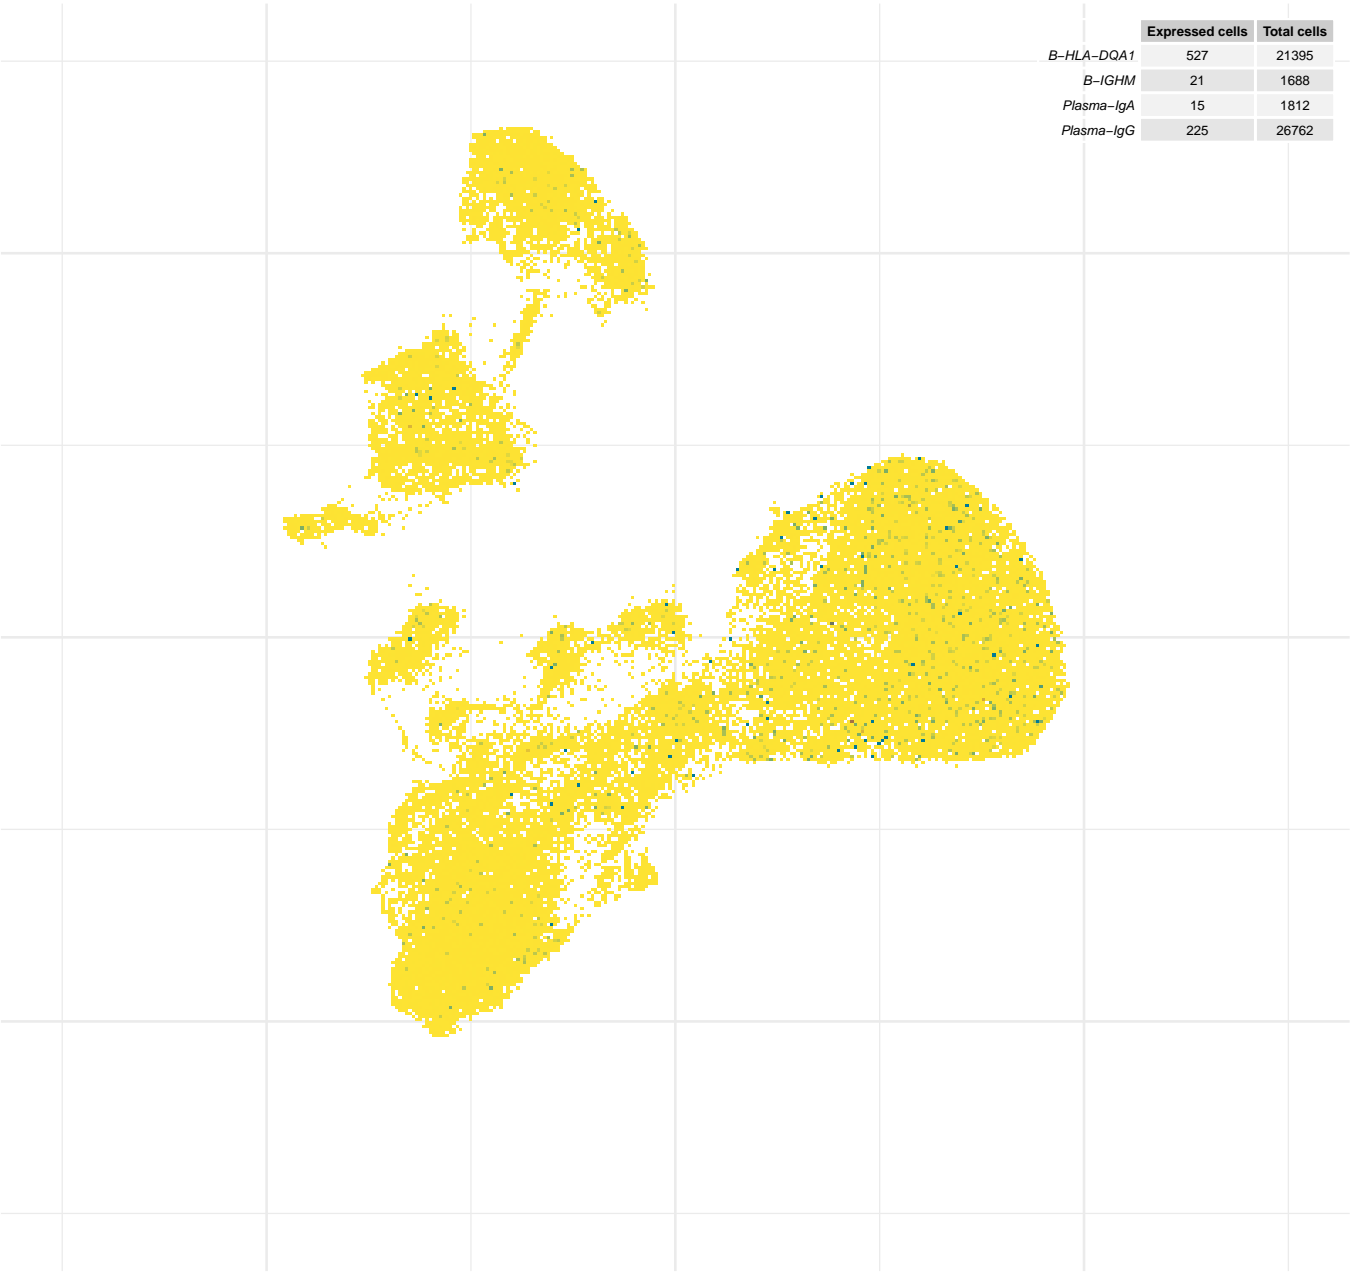 Expressed cells Total cells
B−HLA−DQA1 527 21395
B−IGHM 21 1688
Plasma−IgA 15 1812
Plasma−IgG 225 26762